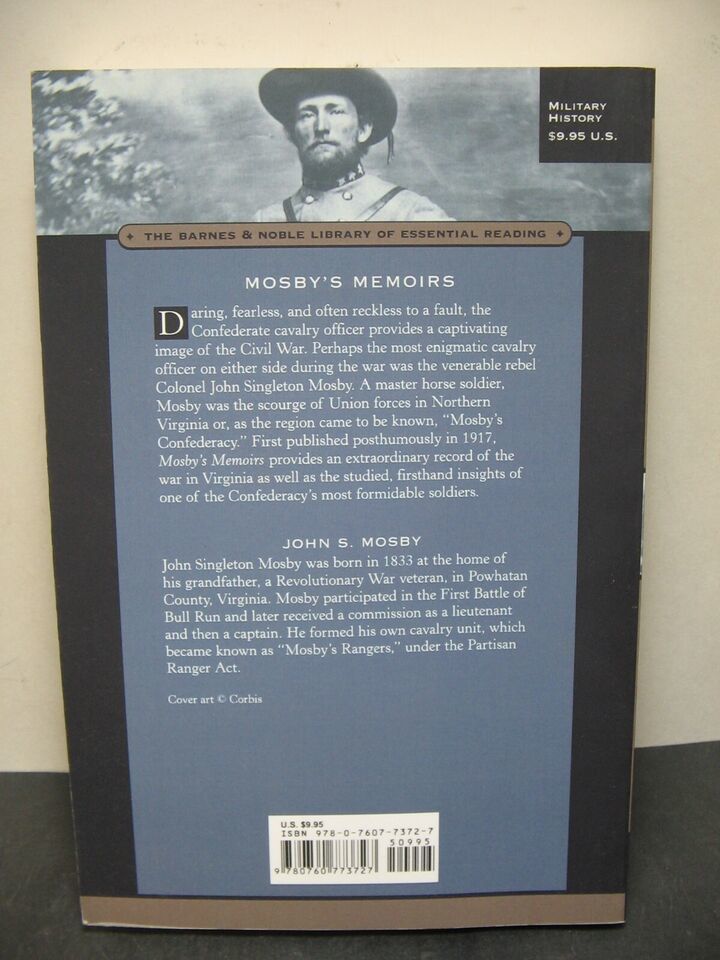 MILITARY
HISTORY
$9.95 U.S.
THE BARNES & NOBLE LIBRARY OF ESSENTIAL READING
MOSBY'S MEMOIRS
Daring, fearless, and often reckless to a fault, the
Confederate cavalry officer provides a captivating
image of the Civil War. Perhaps the most enigmatic cavalry
officer on either side during the war was the venerable rebel
Colonel John Singleton Mosby. A master horse soldier,
Mosby was the scourge of Union forces in Northern
Virginia or, as the region came to be known, "Mosby's
Confederacy." First published posthumously in 1917,
Mosby's Memoirs provides an extraordinary record of the
war in Virginia as well as the studied, firsthand insights of
one of the Confederacy's most formidable soldiers.
JOHN S. MOSBY
John Singleton Mosby was born in 1833 at the home of
his grandfather, a Revolutionary War veteran, in Powhatan
County, Virginia. Mosby participated in the First Battle of
Bull Run and later received a commission as a lieutenant
and then a captain. He formed his own cavalry unit, which
became known as "Mosby's Rangers," under the Partisan
Ranger Act.
Cover art © Corbis
U.S. $9.95
ISBN 978-0-7607-7372-7
50995
9 780760 773727